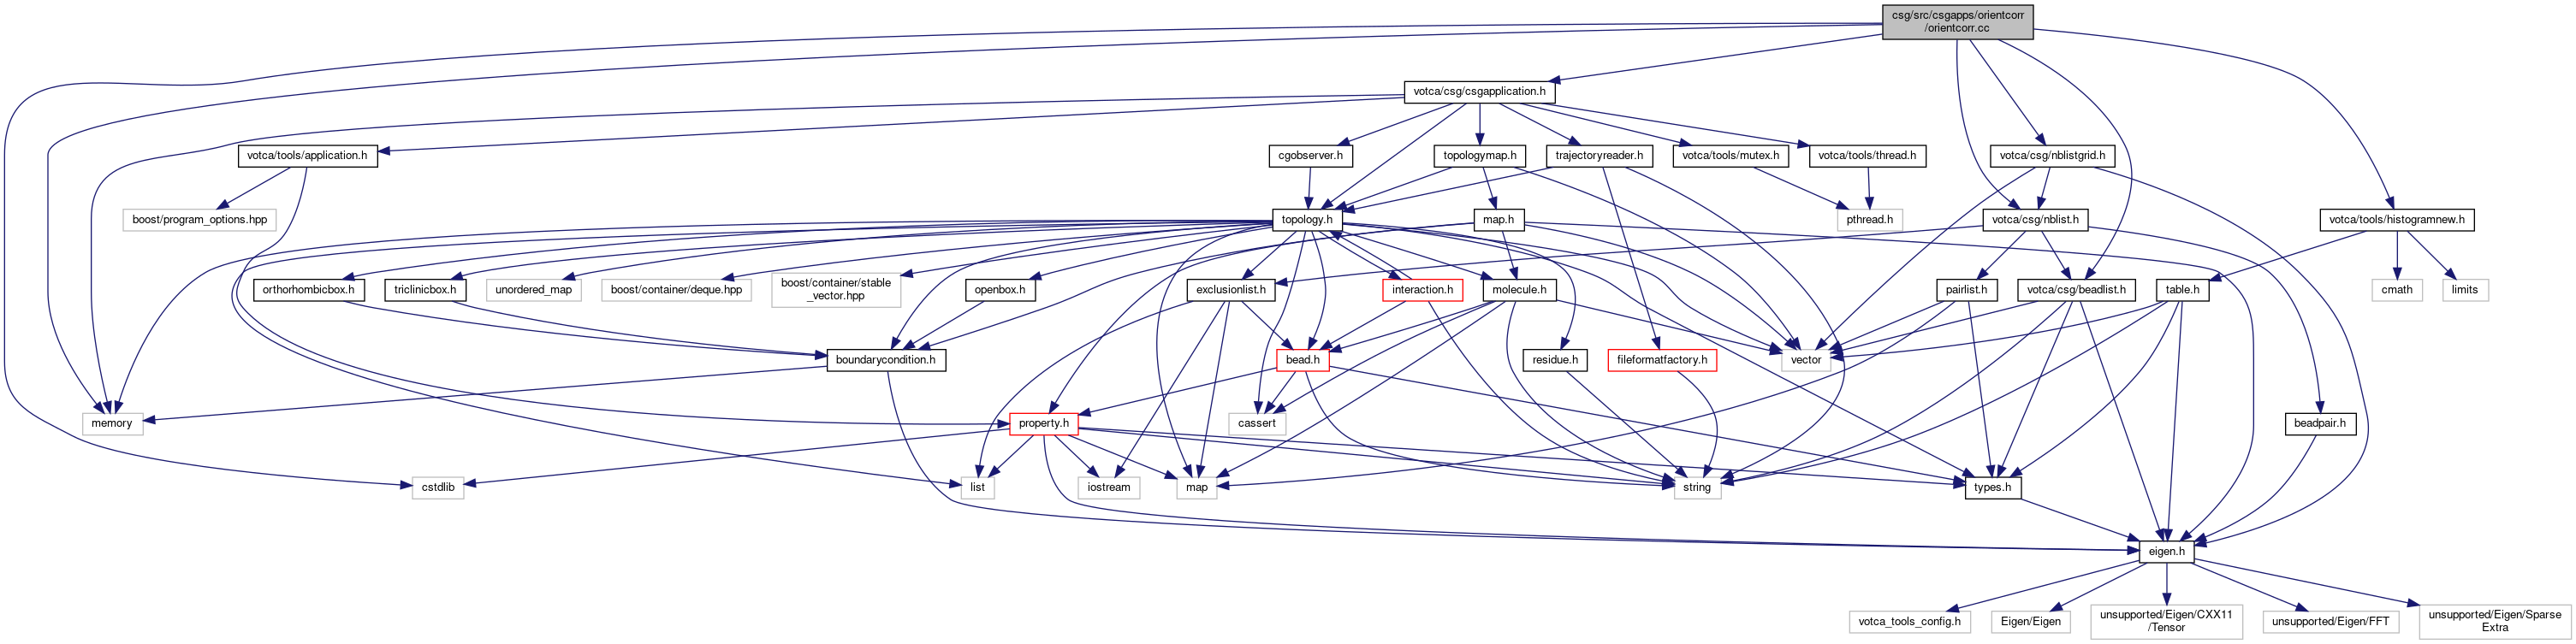 csg/src/csgapps/orientcorr
/orientcorr.cc
votca/csg/csgapplication.h
votca/tools/application.h
cgobserver.h
topologymap.h
trajectoryreader.h
votca/tools/mutex.h
votca/tools/thread.h
votca/csg/nblistgrid.h
boost/program_options.hpp
topology.h
map.h
pthread.h
votca/csg/nblist.h
votca/tools/histogramnew.h
orthorhombicbox.h
triclinicbox.h
unordered_map
boost/container/deque.hpp
boost/container/stable
_vector.hpp
openbox.h
exclusionlist.h
interaction.h
molecule.h
pairlist.h
votca/csg/beadlist.h
table.h
cmath
limits
boundarycondition.h
bead.h
residue.h
fileformatfactory.h
vector
memory
property.h
cassert
beadpair.h
cstdlib
list
iostream
map
string
types.h
eigen.h
votca_tools_config.h
Eigen/Eigen
unsupported/Eigen/CXX11
/Tensor
unsupported/Eigen/FFT
unsupported/Eigen/Sparse
Extra